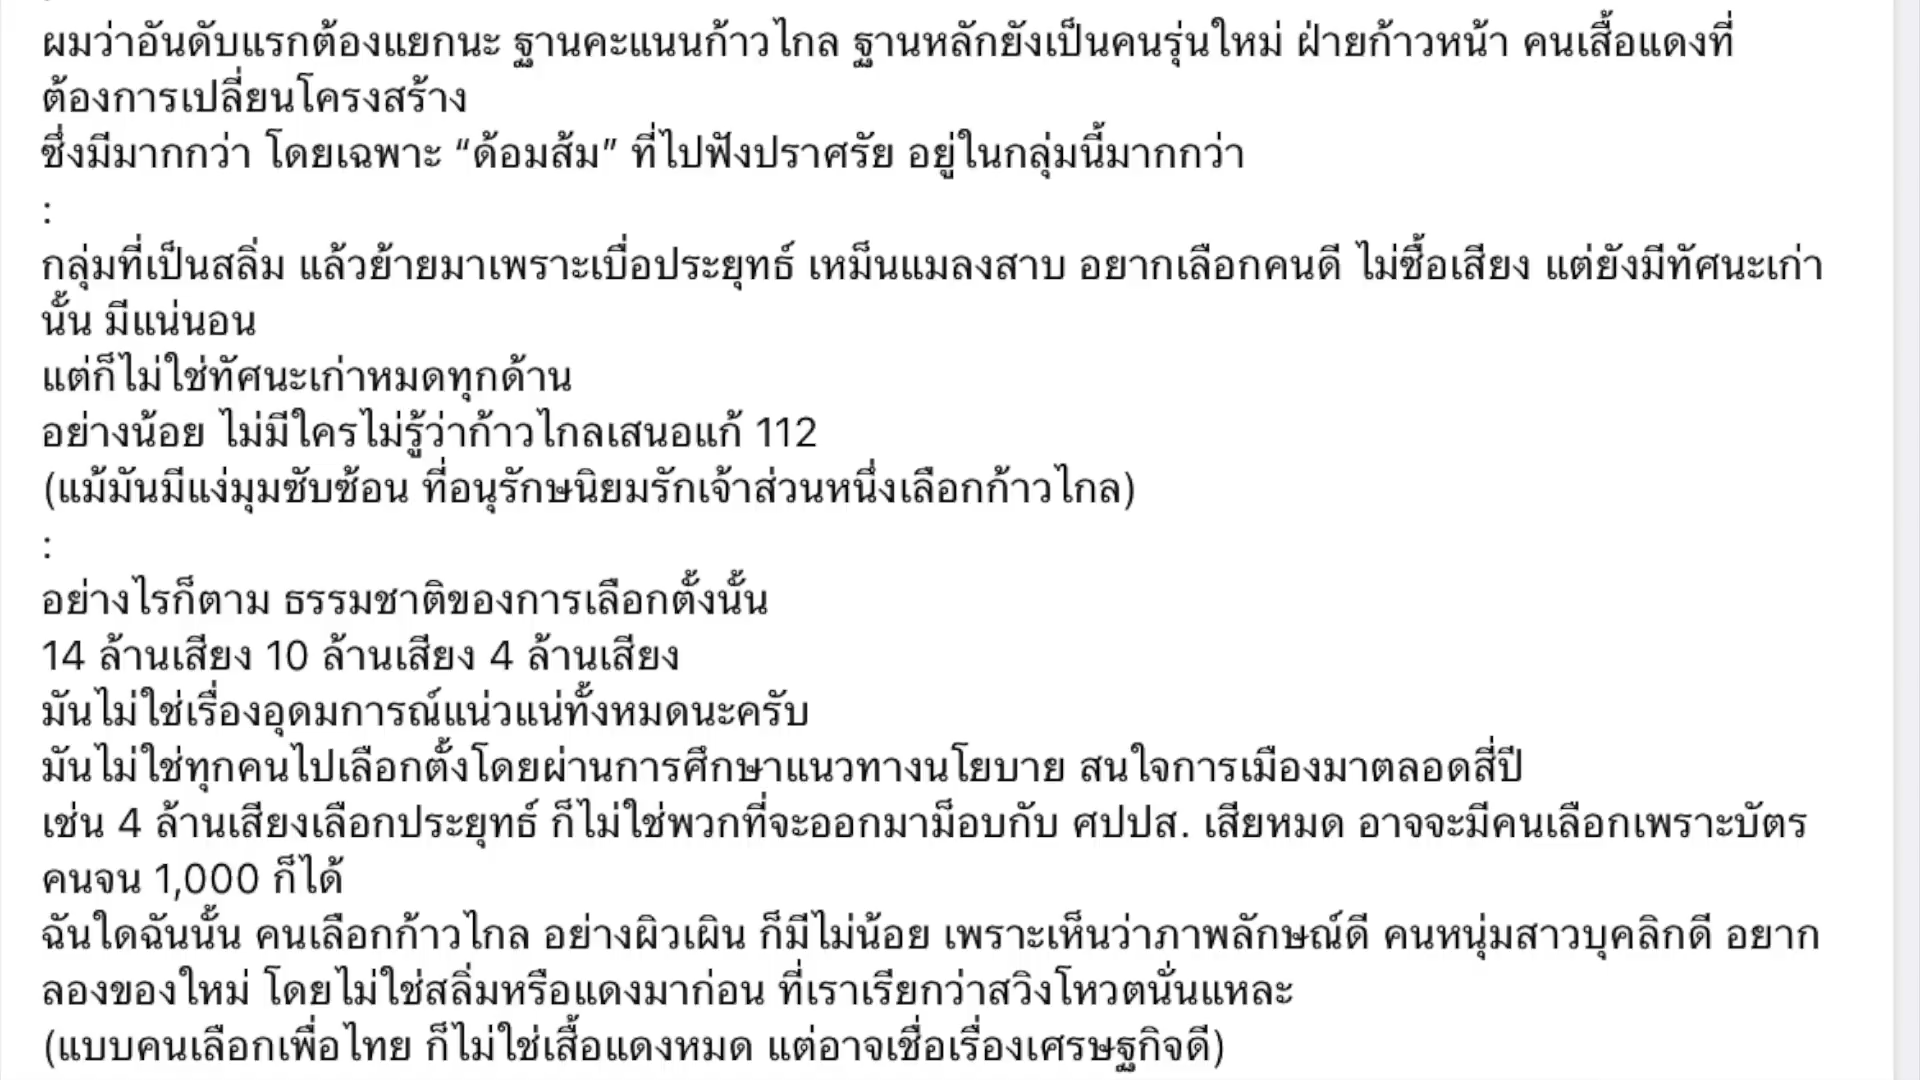 ผมว่าอันดับแรกต้องแยกนะ ฐานคะแนนก้าวไกล ฐานหลักยังเป็นคนรุ่นใหม่ ฝ่ายก้าวหน้า คนเสื้อแดงที่
ต้องการเปลี่ยนโครงสร้าง
ซึ่งมีมากกว่า โดยเฉพาะ “ด้อมส้ม” ที่ไปฟังปราศรัย อยู่ในกลุ่มนี้มากกว่า
:
กลุ่มที่เป็นสลิ่ม แล้วย้ายมาเพราะเบื่อประยุทธ์ เหม็นแมลงสาบ อยากเลือกคนดี ไม่ซื้อเสียง แต่ยังมีทัศนะเก่า
นั้น มีแน่นอน
แต่ก็ไม่ใช่ทัศนะเก่าหมดทุกด้าน
อย่างน้อย ไม่มีใครไม่รู้ว่าก้าวไกลเสนอแก้ 112
(แม้มันมีแง่มุมซับซ้อน ที่อนุรักษนิยมรักเจ้าส่วนหนึ่งเลือกก้าวไกล)
:
อย่างไรก็ตาม ธรรมชาติของการเลือกตั้งนั้น
14 ล้านเสียง 10 ล้านเสียง 4 ล้านเสียง
มันไม่ใช่เรื่องอุดมการณ์แน่วแน่ทั้งหมดนะครับ
มันไม่ใช่ทุกคนไปเลือกตั้งโดยผ่านการศึกษาแนวทางนโยบาย สนใจการเมืองมาตลอดสี่ปี
เช่น 4 ล้านเสียงเลือกประยุทธ์ ก็ไม่ใช่พวกที่จะออกมาม็อบกับ ศปปส. เสียหมด อาจจะมีคนเลือกเพราะบัตร
คนจน 1,000 ก็ได้
ฉันใดฉันนั้น คนเลือกก้าวไกล อย่างผิวเผิน ก็มีไม่น้อย เพราะเห็นว่าภาพลักษณ์ดี คนหนุ่มสาวบุคลิกดี อยาก
ลองของใหม่ โดยไม่ใช่สลิ่มหรือแดงมาก่อน ที่เราเรียกว่าสวิงโหวตนั่นแหละ
(แบบคนเลือกเพื่อไทย ก็ไม่ใช่เสื้อแดงหมด แต่อาจเชื่อเรื่องเศรษฐกิจดี)